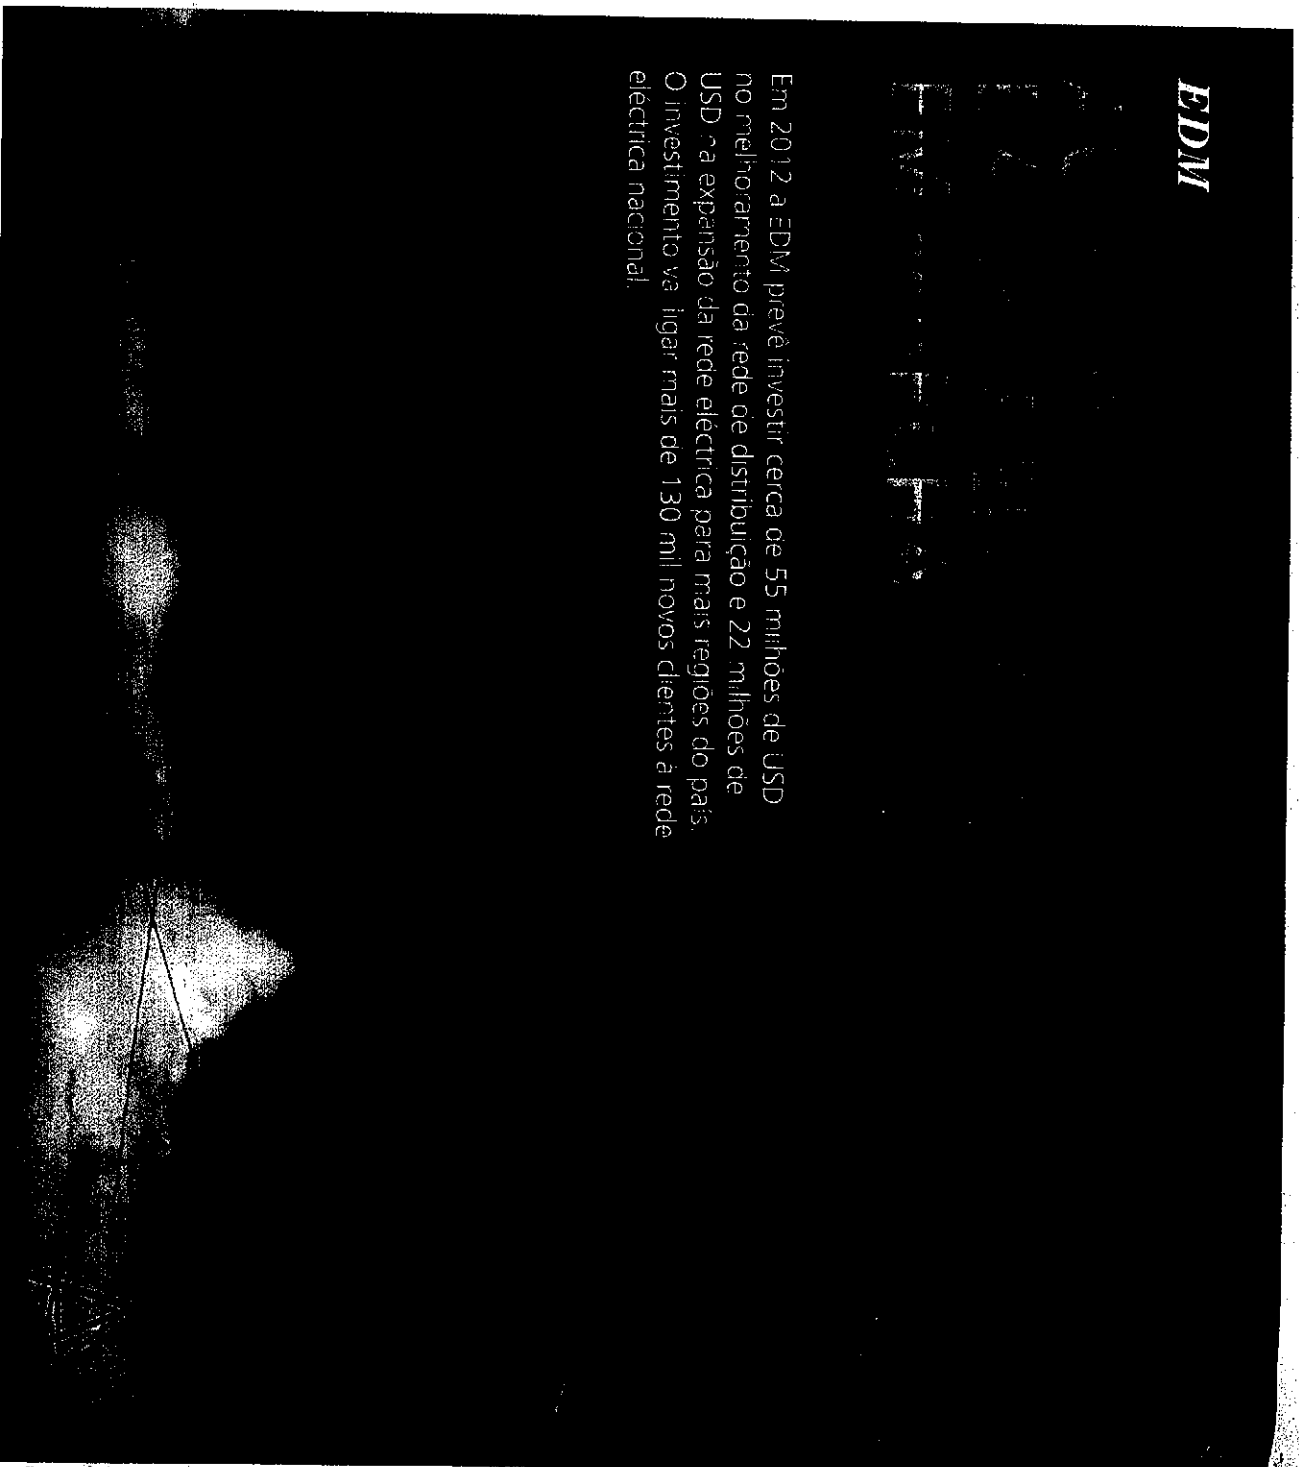 EDM
Em 2012 a EDM prevê investir cerca de 55 milhões de USD
no melhoramento da rede de distribuição e 22 milhões de
USD na expansão da rede eléctrica para mais regiões do país.
O investimento vai ligar mais de 130 mil novos clientes à rede
eléctrica nacional.